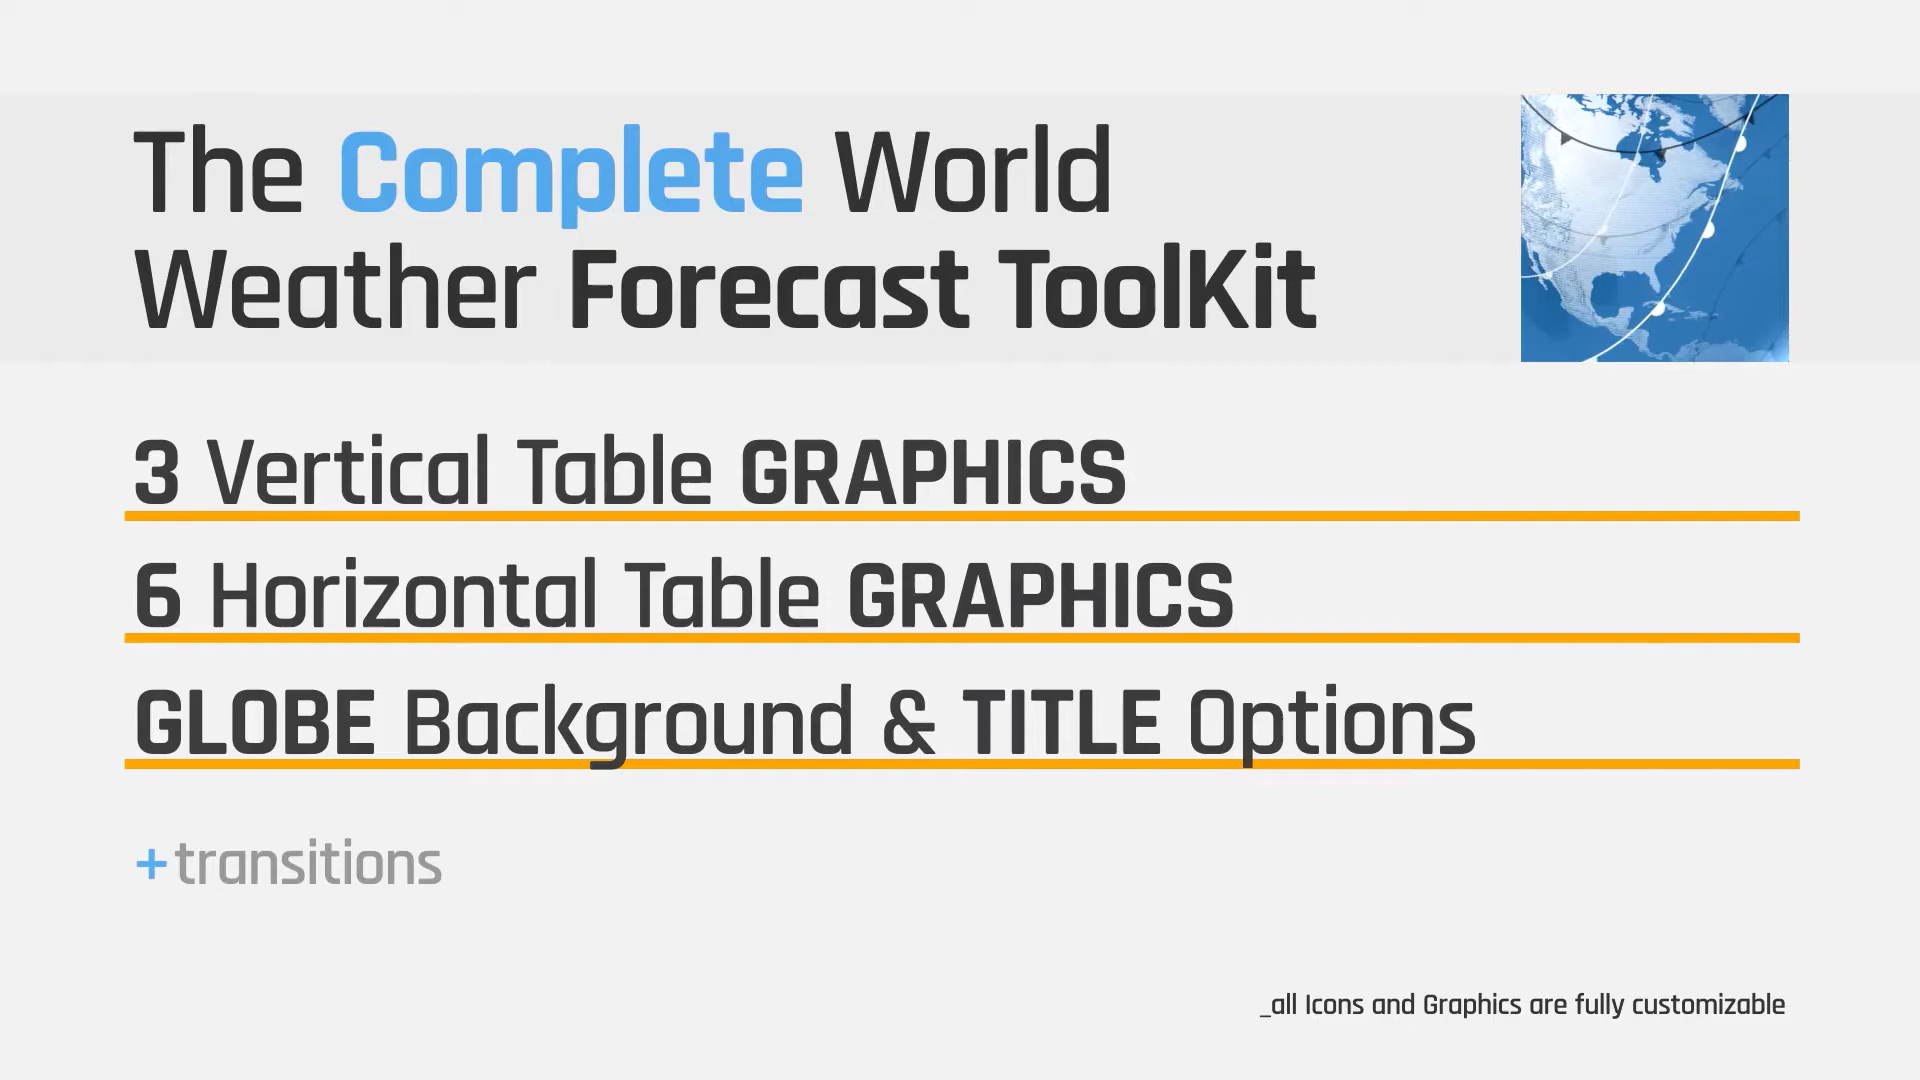 The Complete World
Weather Forecast ToolKit
3 Vertical Table GRAPHICS
6 Horizontal Table GRAPHICS
GLOBE Background & TITLE Options
+transitions
_all Icons and Graphics are fully customizable